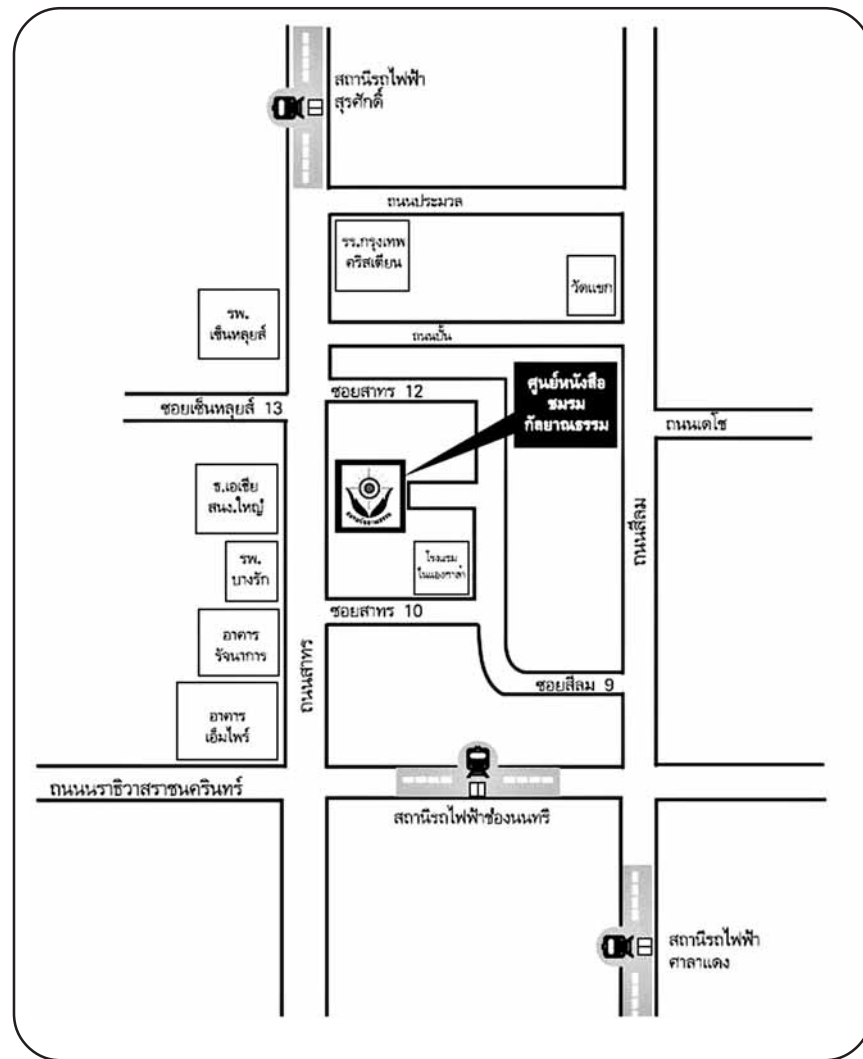 สถานีรถไฟฟ้า
สุรศักดิ์
ถนนประมวล
รร.กรุงเทพ
คริสเตียน
วัดแขก
รพ.
เซ็นหลุยส์
ถนนปั้น
ศูนย์หนังสือ
ชมรม
กัลยาณธรรม
ซอยสาทร 12
ซอยเซ็นหลุยส์ 13
ถนนเดโช
ธ.เอเชีย
สนง.ใหญ่
ถนนสีลม
รพ.
บางรัก
โรงแรม
ซอยสาทร 10
อาคาร
รัจนาการ
ถนนสาทร
ซอยสีลม 9
อาคาร
เอ็มไพร์
ถนนนราธิวาสราชนครินทร์
สถานีรถไฟฟ้าช่องนนทรี
สถานีรถไฟฟ้า
ศาลาแดง